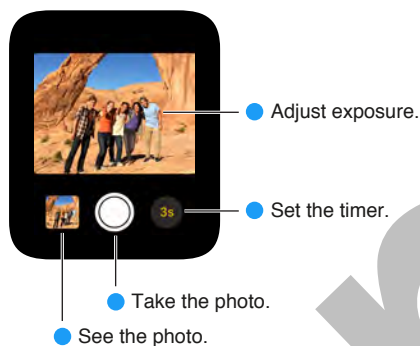 Adjust exposure.
3s
Set the timer.
Take the photo.
See the photo.